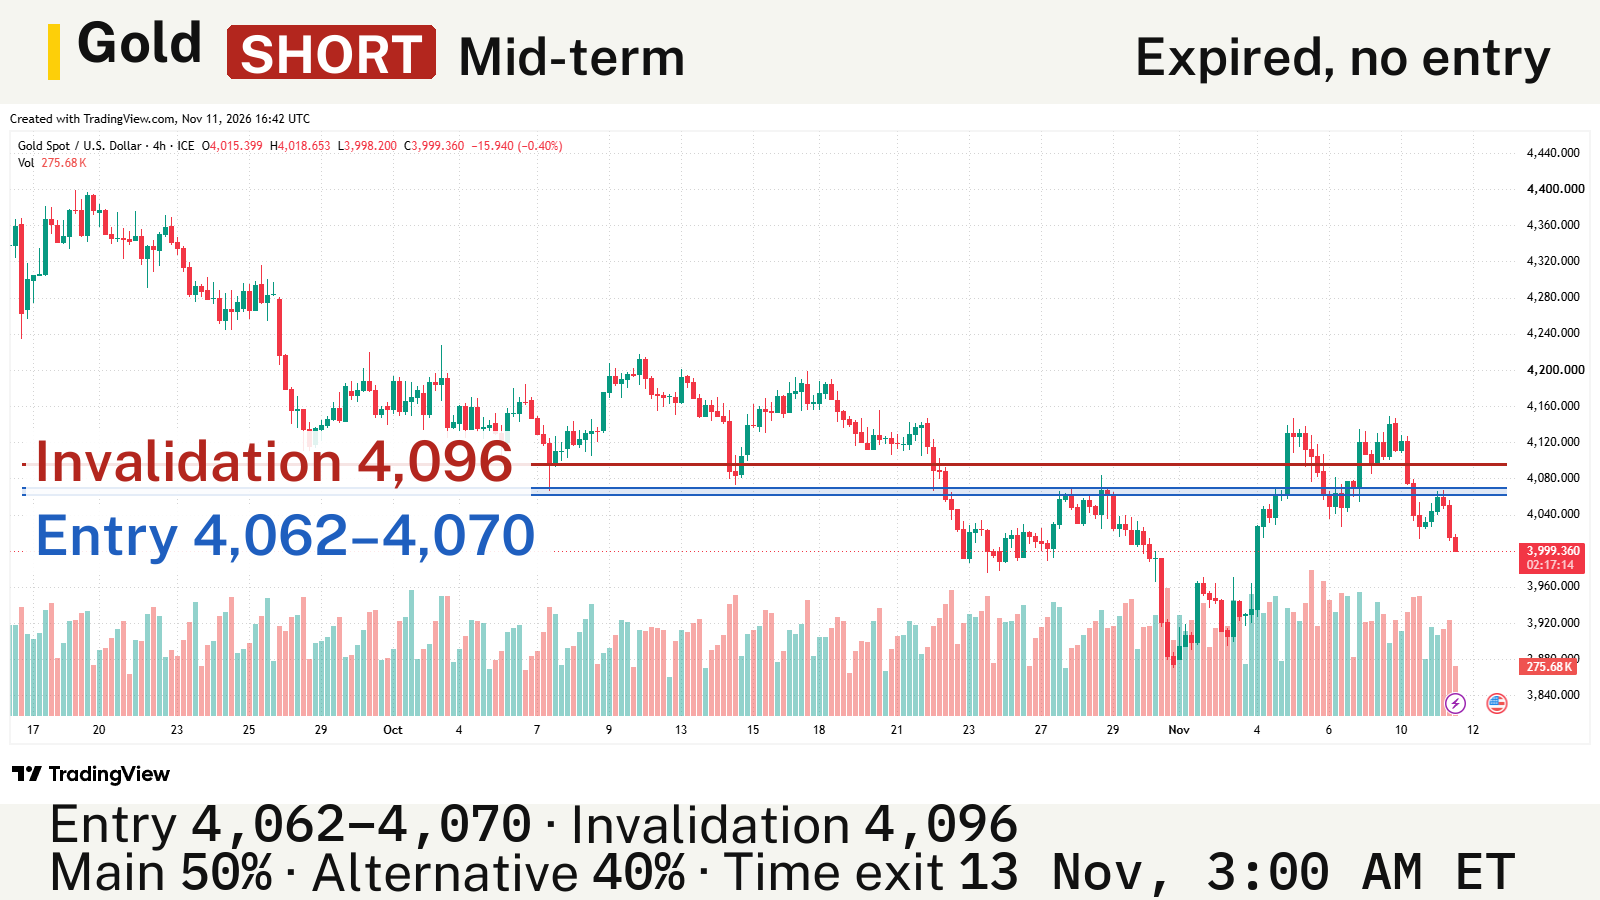 Gold SHORT Mid-term Expired, no entry
Created with TradingView.com, Nov 11, 2026 16:42 UTC
Gold Spot / U.S. Dollar · 4h · ICE O4,015.399 H4,018.653 L3,998.200 C3,999.360 −15.940 (−0.40%)
Vol 275.68 K
4,440.000
4,400.000
4,360.000
4,320.000
4,280.000
4,240.000
4,200.000
4,160.000
4,120.000
4,080.000
4,040.000
3,999.360
02:17:14
3,960.000
3,920.000
3,880.000
275.68 K
3,840.000
Invalidation 4,096
Entry 4,062–4,070
17 20 23 25 29 Oct 4 7 9 13 15 18 21 23 27 29 Nov 4 6 10 12
TradingView
Entry 4,062–4,070 · Invalidation 4,096
Main 50% · Alternative 40% · Time exit 13 Nov, 3:00 AM ET